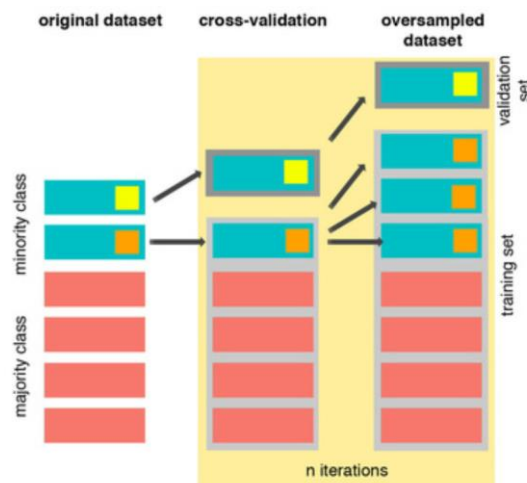 original dataset
cross-validation
oversampled
dataset
validation
set
minority class
training set
majority class
n iterations